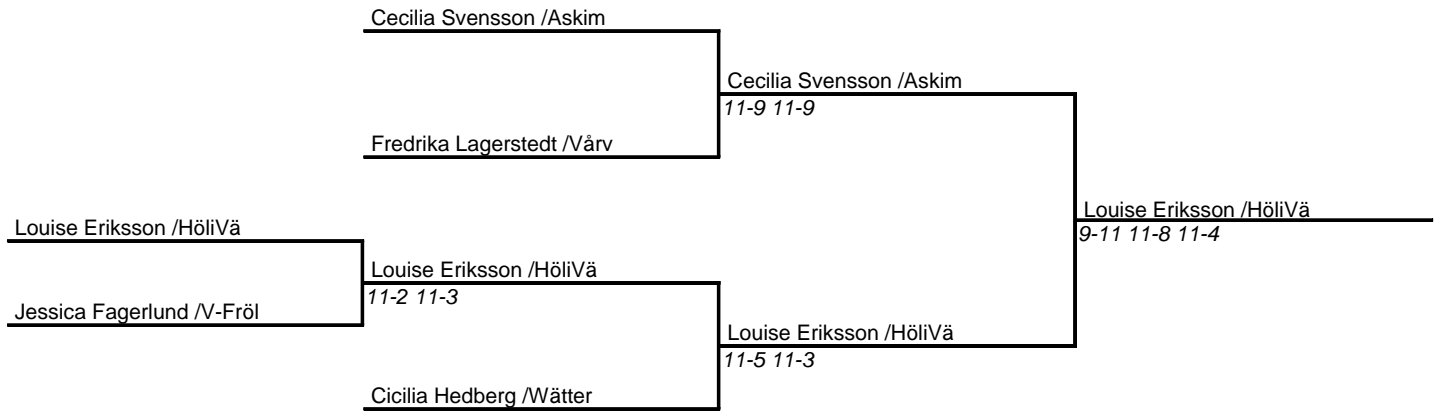 Cecilia Svensson /Askim
Cecilia Svensson /Askim
11-9 11-9
Fredrika Lagerstedt /Vårv
Louise Eriksson /HöliVä
Louise Eriksson /HöliVä
9-11 11-8 11-4
Louise Eriksson /HöliVä
11-2 11-3
Jessica Fagerlund /V-Fröl
Louise Eriksson /HöliVä
11-5 11-3
Cicilia Hedberg /Wätter